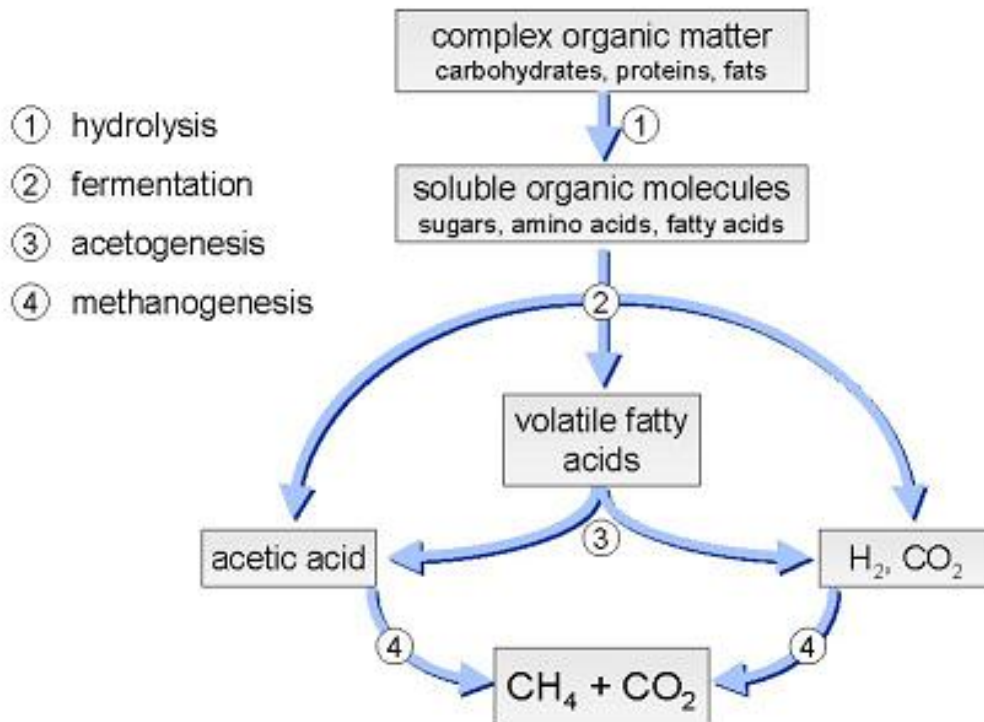 complex organic matter
carbohydrates, proteins, fats
① hydrolysis
① 
② fermentation
soluble organic molecules
sugars, amino acids, fatty acids
③ acetogenesis
④ methanogenesis
②
volatile fatty
acids
③
acetic acid
H₂, CO₂
④
④
CH₄ + CO₂